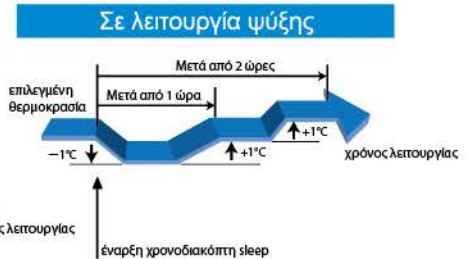 Σε λειτουργία ψύξης
Μετά από 2 ώρες
επιλεγμένη
θερμοκρασία
Μετά από 1 ώρα
−1°C
+1°C
+1°C
χρόνος λειτουργίας
ς λειτουργίας
έναρξη χρονοδιακόπτη sleep